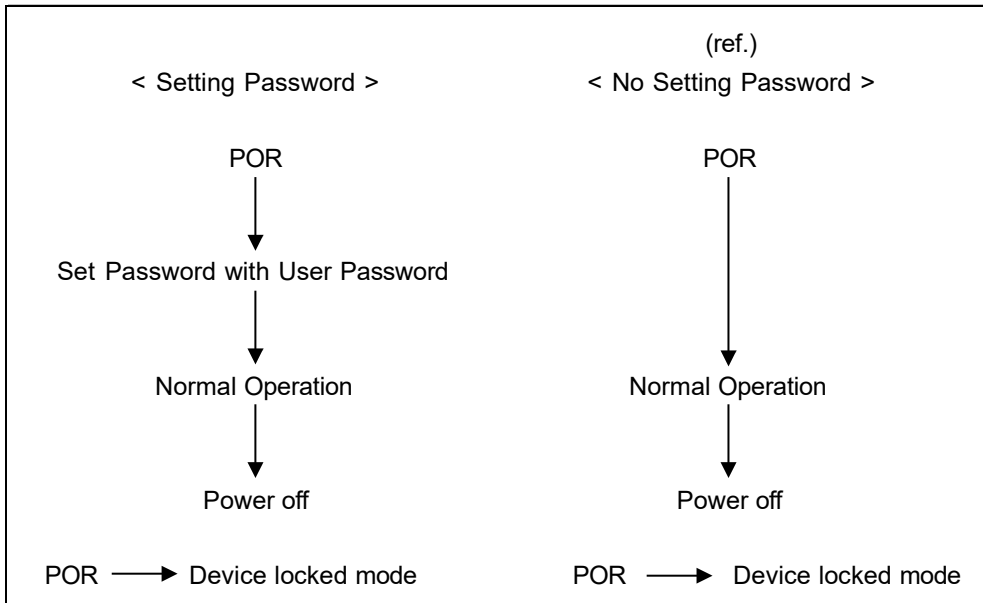 (ref.)
< Setting Password >
< No Setting Password >
POR
POR
Set Password with User Password
Normal Operation
Normal Operation
Power off
Power off
POR
Device locked mode
POR
Device locked mode